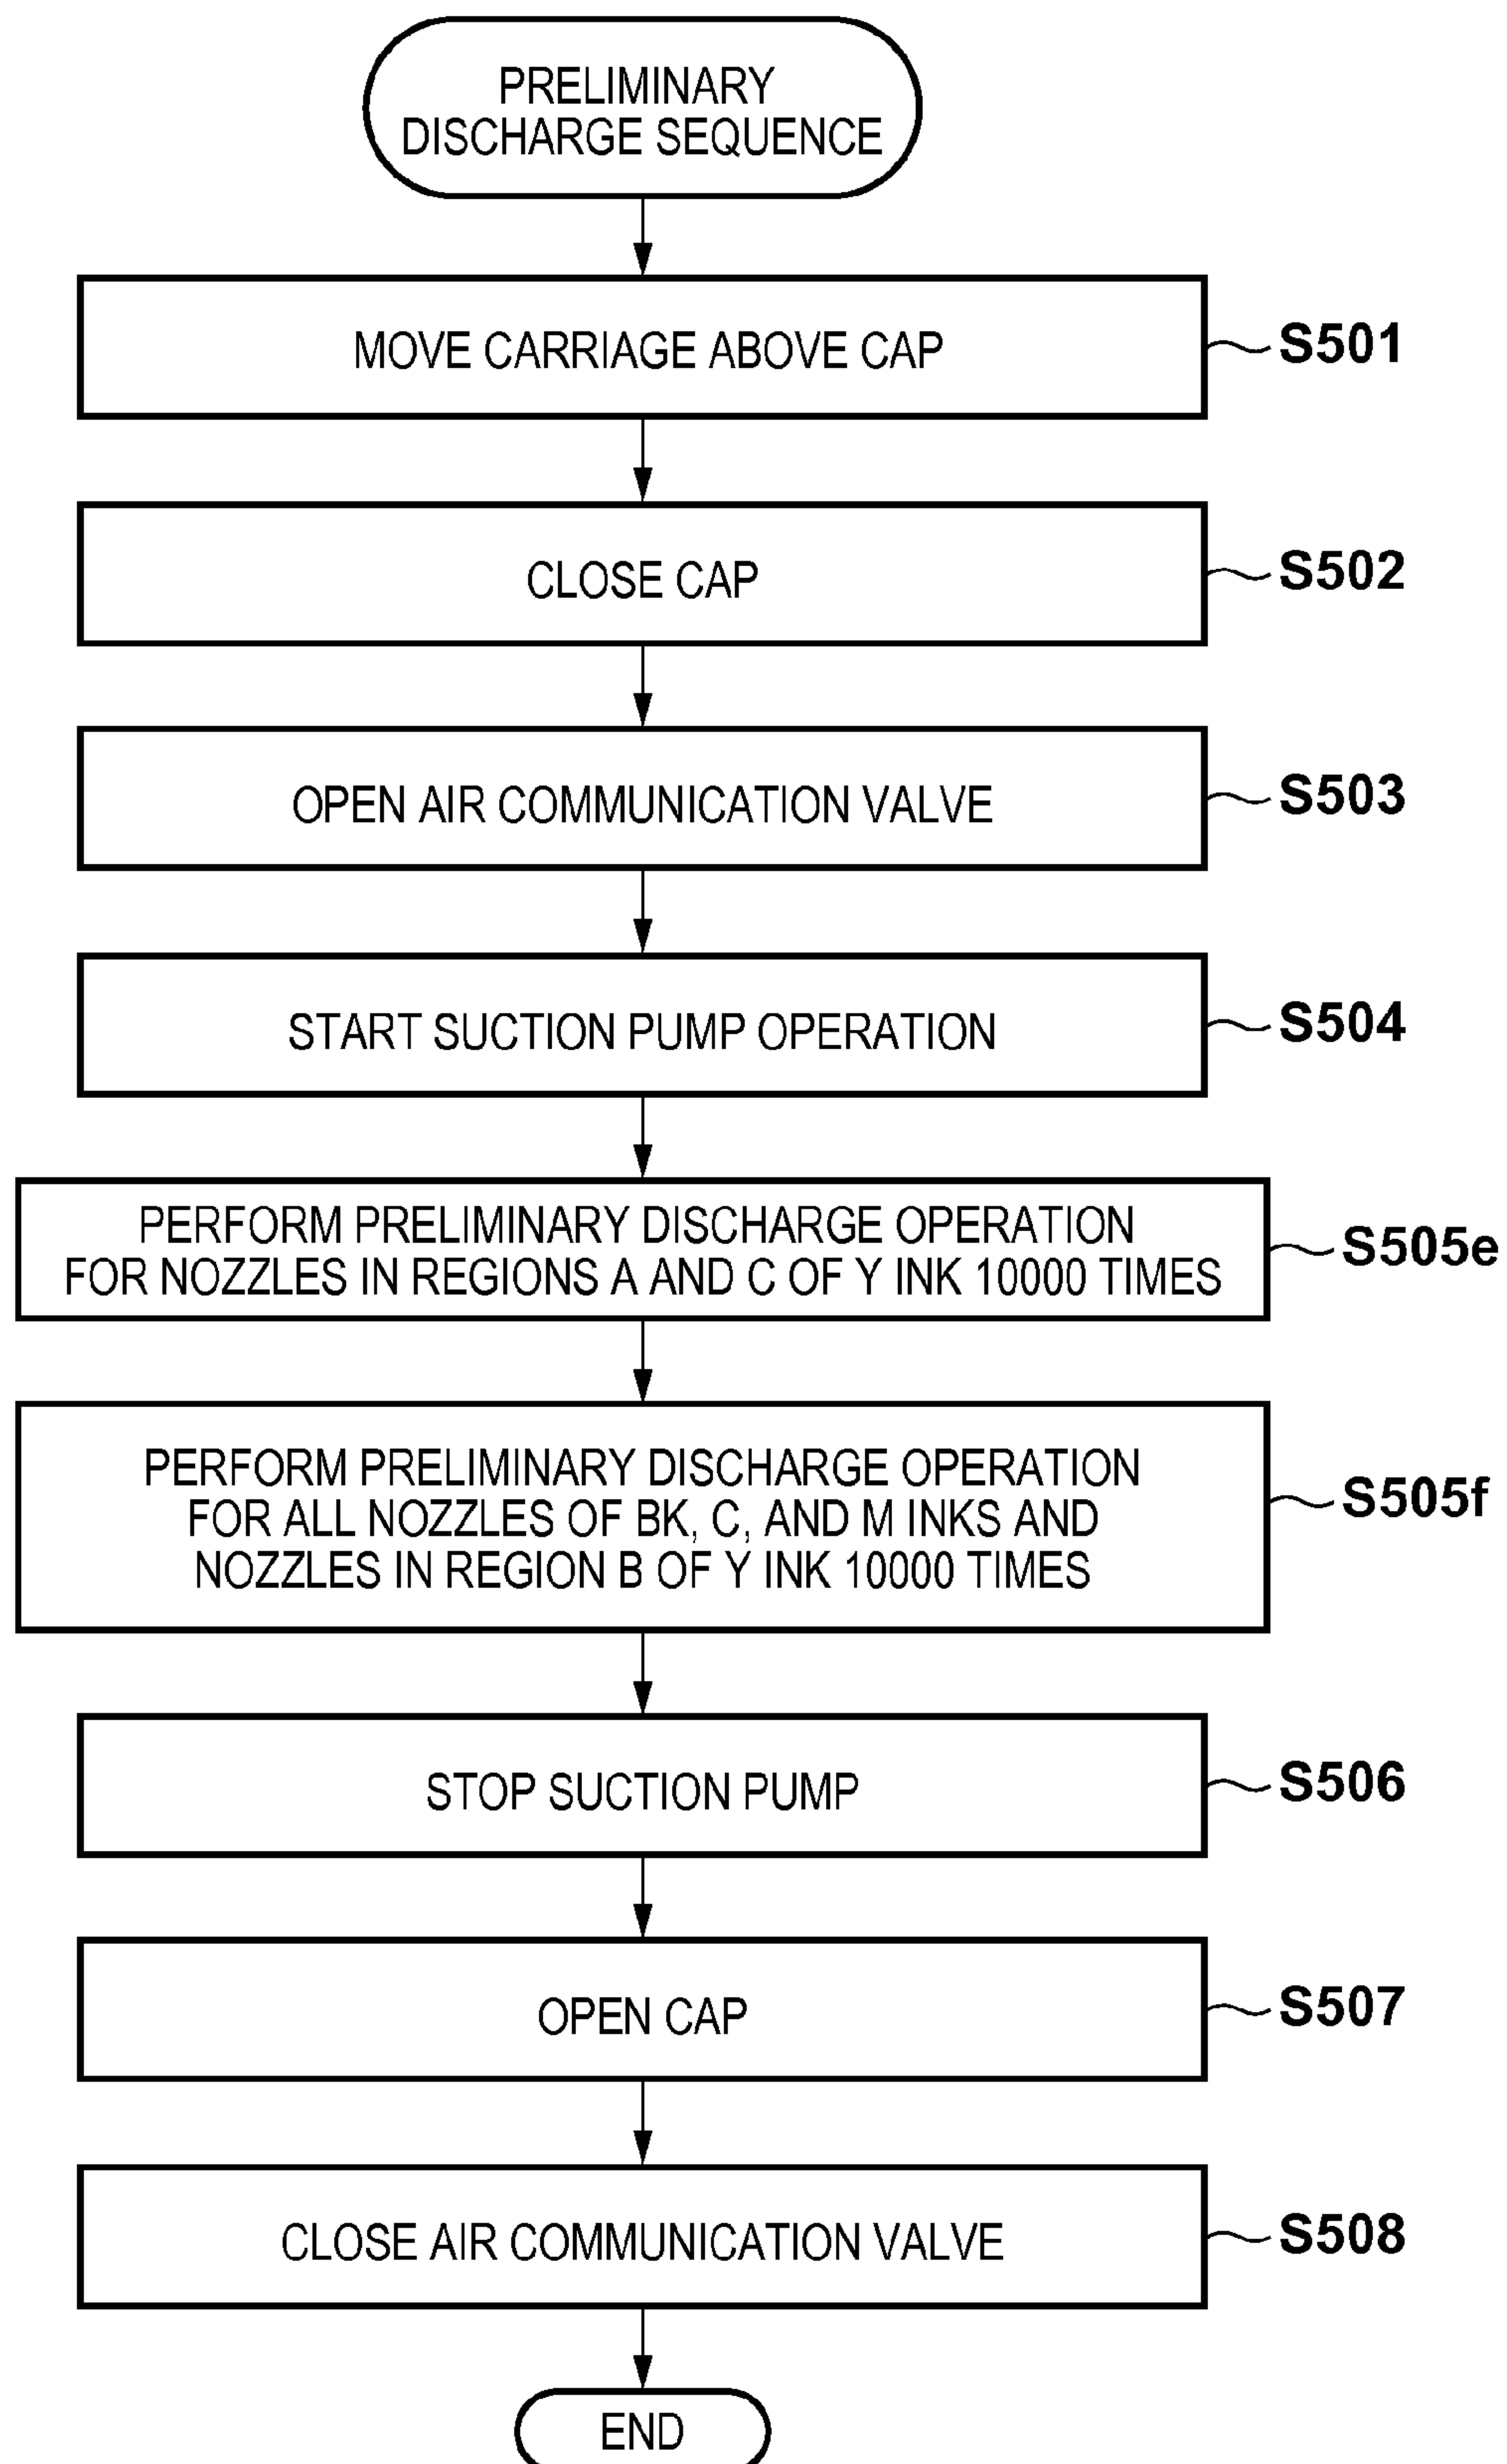 PRELIMINARY
DISCHARGE SEQUENCE
MOVE CARRIAGE ABOVE CAP
S501
CLOSE CAP
S502
OPEN AIR COMMUNICATION VALVE
S503
START SUCTION PUMP OPERATION
S504
PERFORM PRELIMINARY DISCHARGE OPERATION
FOR NOZZLES IN REGIONS A AND C OF Y INK 10000 TIMES
S505e
PERFORM PRELIMINARY DISCHARGE OPERATION
FOR ALL NOZZLES OF BK, C, AND M INKS AND
NOZZLES IN REGION B OF Y INK 10000 TIMES
S505f
STOP SUCTION PUMP
S506
OPEN CAP
S507
CLOSE AIR COMMUNICATION VALVE
S508
END